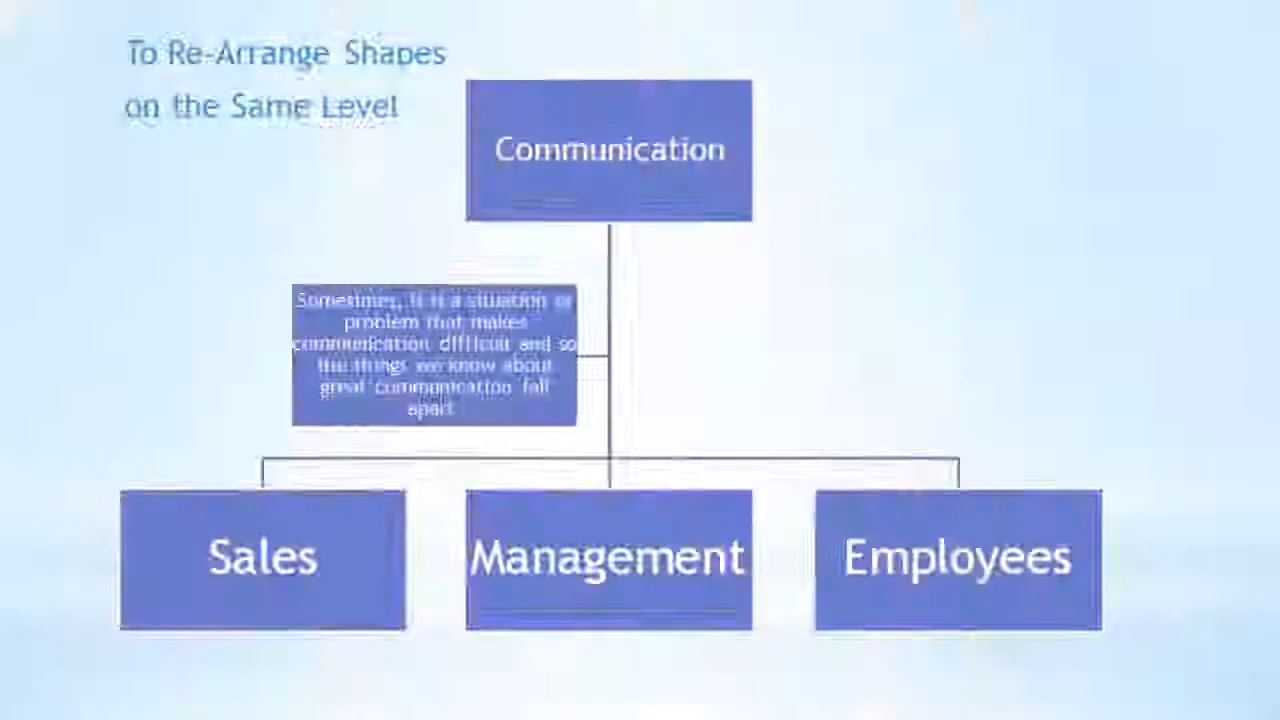 To Re-Arrange Shapes
on the Same Level
Communication
Sometimes, it is a situation or
problem that makes
communication difficult and so
the things we know about
great communication fall
apart
Sales
Management
Employees